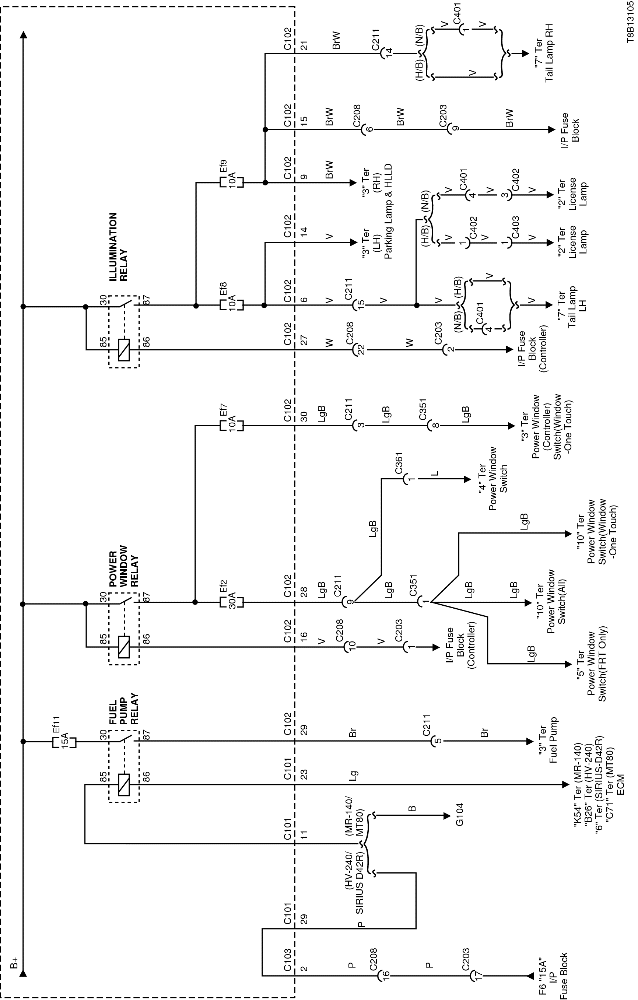 T8B13105
B+
ILLUMINATION
RELAY
30
87
85
86
Ef9
10A
Ef8
10A
C102
21
BrW
C211
14
(H/B)
(N/B)
V
C401
1
V
V
"7" Ter
Tail Lamp RH
C102
15
BrW
C208
6
BrW
C203
9
BrW
I/P Fuse
Block
C102
9
BrW
"3" Ter
(RH)
Parking Lamp & HLLD
14
V
"3" Ter
(LH)
C102
6
V
C211
15
V
(H/B)
(N/B)
V
C401
4
V
C402
3
V
"2" Ter
License
Lamp
V
C402
1
V
C403
1
V
"2" Ter
License
Lamp
(N/B)
(H/B)
C401
4
V
V
"7" Ter
Tail Lamp
LH
C102
27
W
C208
22
W
C203
2
I/P Fuse
Block
(Controller)
POWER
WINDOW
RELAY
30
87
85
86
Ef7
10A
Ef2
30A
C102
30
LgB
C211
3
LgB
C351
8
LgB
"3" Ter
Power Window
(Controller)
Switch(Window
-One Touch)
C102
28
LgB
C211
9
LgB
C361
1
L
"4" Ter
Power Window
Switch
LgB
C351
1
LgB
"10" Ter
Power Window
Switch(Window
-One Touch)
LgB
"10" Ter
Power Window
Switch(All)
LgB
"5" Ter
Power Window
Switch(FRT Only)
C102
16
V
C208
10
V
C203
1
I/P Fuse
Block
(Controller)
Ef11
15A
FUEL
PUMP
RELAY
30
87
85
86
C102
29
Br
C211
5
Br
"3" Ter
Fuel Pump
C101
23
Lg
"K54" Ter (MR-140)
"B26" Ter (HV-240)
"6" Ter (SIRIUS-D42R)
"C71" Ter (MT80)
ECM
C101
11
(MR-140/
MT80)
B
G104
(HV-240/
SIRIUS D42R)
C101
29
P
C103
2
P
C208
16
P
C203
17
F6 "15A"
I/P
Fuse Block